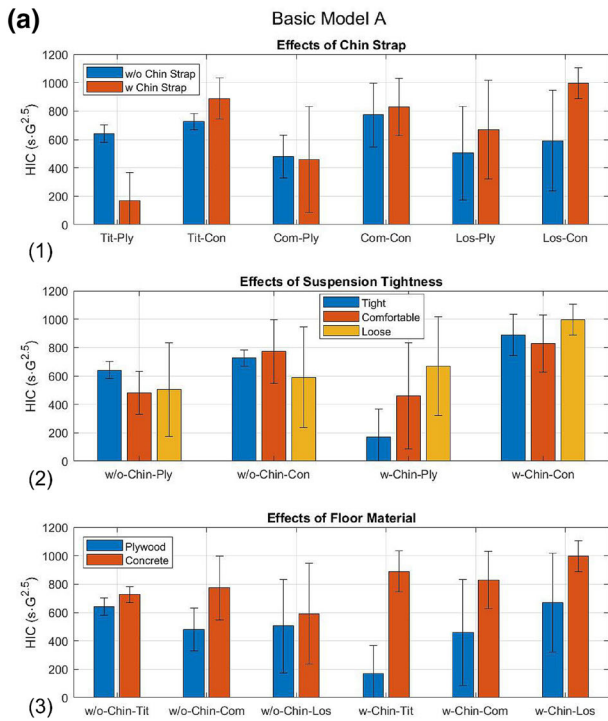 (a)
Basic Model A
Effects of Chin Strap
w/o Chin Strap
w Chin Strap
HIC (s·G^2.5)
1200
1000
800
600
400
200
0
Tit-Ply Tit-Con Com-Ply Com-Con Los-Ply Los-Con
(1)
Effects of Suspension Tightness
Tight
Comfortable
Loose
HIC (s·G^2.5)
1200
1000
800
600
400
200
0
w/o-Chin-Ply w/o-Chin-Con w-Chin-Ply w-Chin-Con
(2)
Effects of Floor Material
Plywood
Concrete
HIC (s·G^2.5)
1200
1000
800
600
400
200
0
w/o-Chin-Tit w/o-Chin-Com w/o-Chin-Los w-Chin-Tit w-Chin-Com w-Chin-Los
(3)